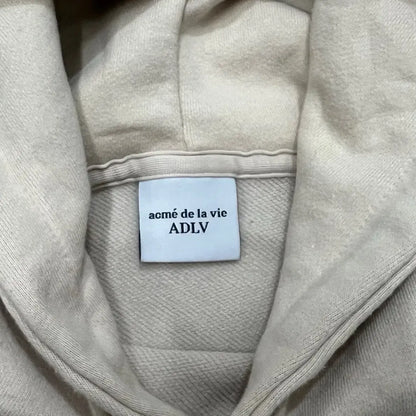 acmé de la vie
ADLV